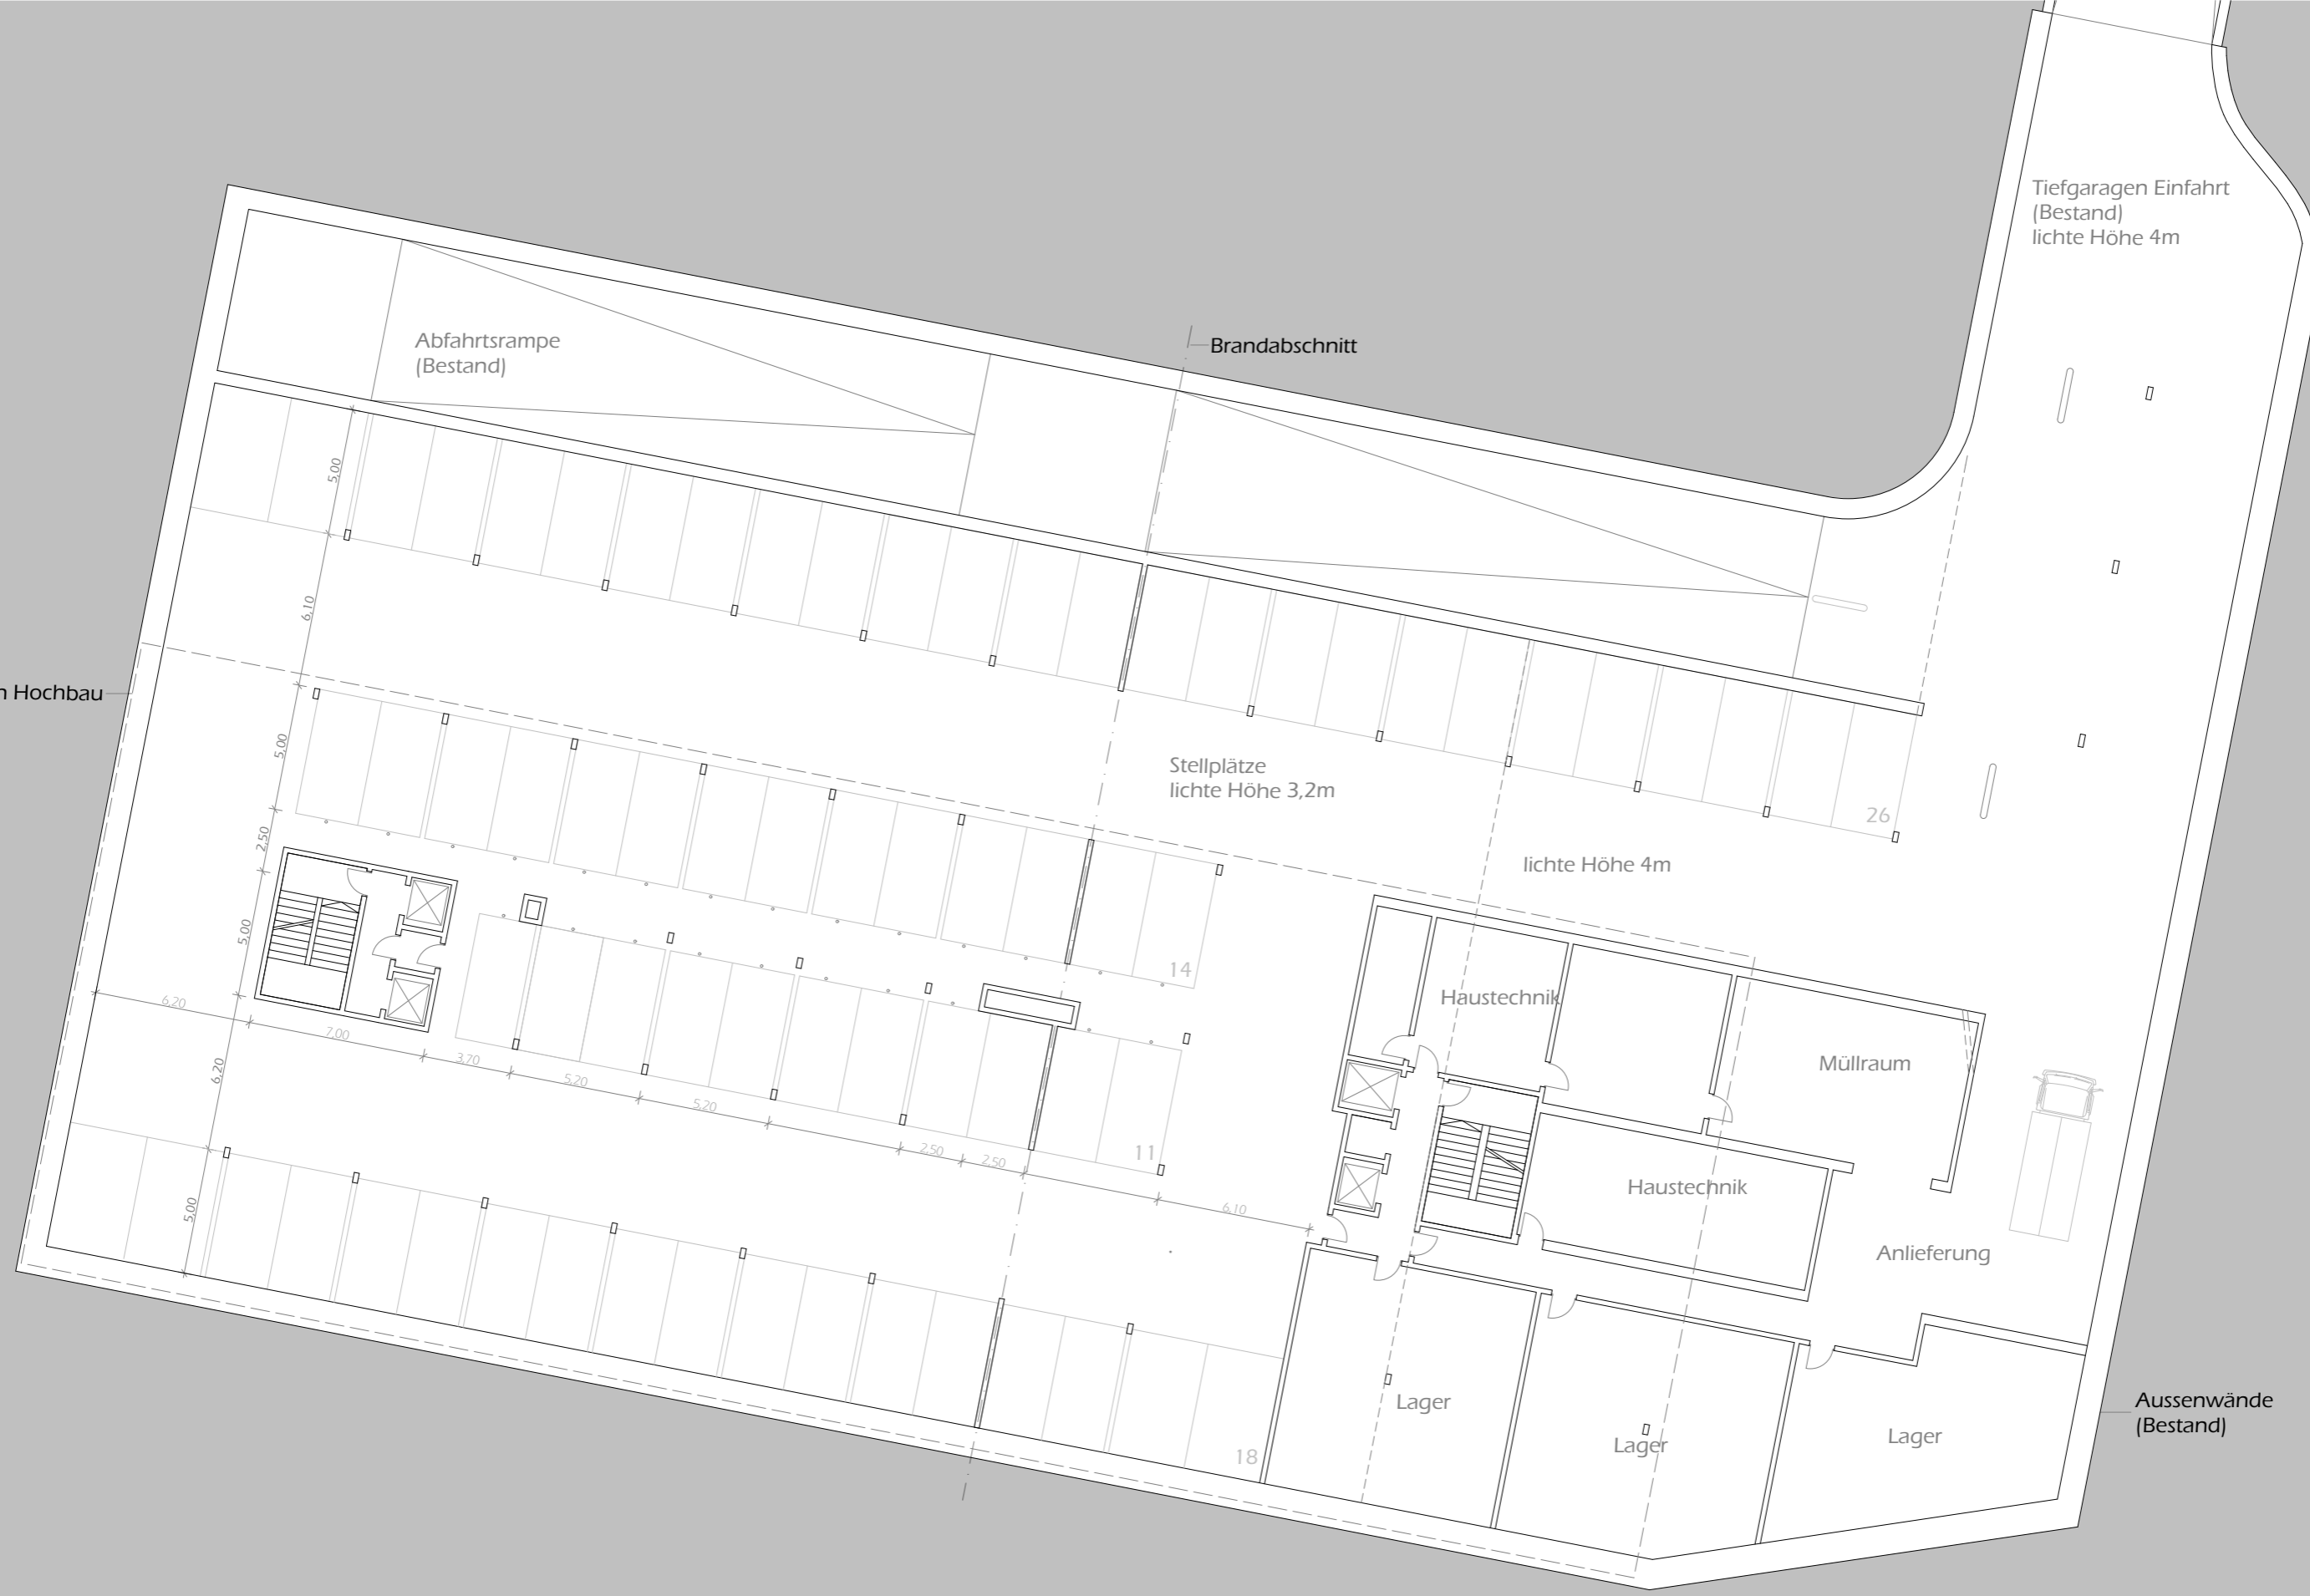 Tiefgaragen Einfahrt
(Bestand)
lichte Höhe 4m
Abfahrtsrampe
(Bestand)
Brandabschnitt
5,00
6,10
n Hochbau
5,00
2,50
5,00
6,20
5,00
Stellplätze
lichte Höhe 3,2m
26
lichte Höhe 4m
14
11
18
6,20
7,00
3,70
5,20
5,20
2,50
2,50
6,10
Haustechnik
Müllraum
Haustechnik
Anlieferung
Lager
Lager
Lager
Aussenwände
(Bestand)